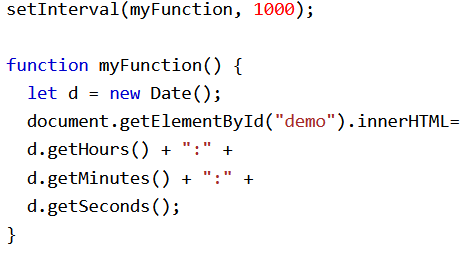 setInterval(myFunction, 1000);

function myFunction() {
  let d = new Date();
  document.getElementById("demo").innerHTML=
  d.getHours() + ":" +
  d.getMinutes() + ":" +
  d.getSeconds();
}